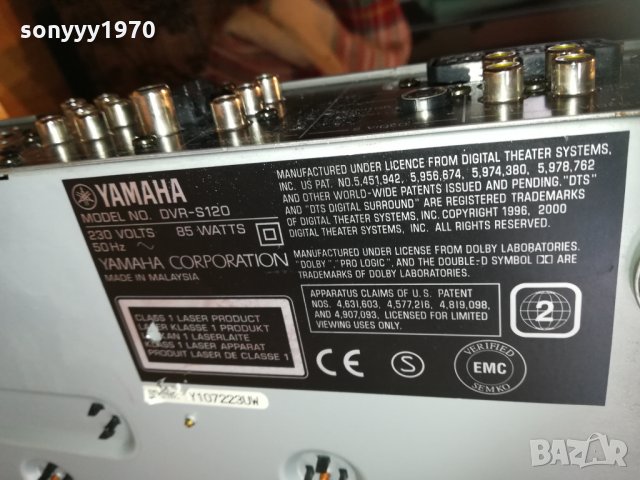 sonyyy1970
YAMAHA
MODEL NO. DVR-S120
230 VOLTS 85 WATTS
50Hz
YAMAHA CORPORATION
MADE IN MALAYSIA
MANUFACTURED UNDER LICENCE FROM DIGITAL THEATER SYSTEMS,
INC. US PAT. NO.5,451,942, 5,956,674, 5,974,380, 5,978,762
AND OTHER WORLD-WIDE PATENTS ISSUED AND PENDING. "DTS"
AND "DTS DIGITAL SURROUND" ARE REGISTERED TRADEMARKS
OF DIGITAL THEATER SYSTEMS, INC. COPYRIGHT 1996, 2000
DIGITAL THEATER SYSTEMS, INC. ALL RIGHTS RESERVED.
MANUFACTURED UNDER LICENSE FROM DOLBY LABORATORIES.
"DOLBY","PRO LOGIC", AND THE DOUBLE-D SYMBOL ARE
TRADEMARKS OF DOLBY LABORATORIES.
APPARATUS CLAIMS OF U.S. PATENT
NOS. 4,631,603, 4,577,216, 4,819,098,
AND 4,907,093, LICENSED FOR LIMITED
VIEWING USES ONLY.
2
CLASS 1 LASER PRODUCT
LASER KLASSE 1 PRODUKT
LUOKAN 1 LASERLAITE
KLASS 1 LASER APPARAT
PRODUIT LASER DE CLASSE 1
CE
S
VERIFIED
EMC
SEMKO
Y107223UW
BAZAR
bg